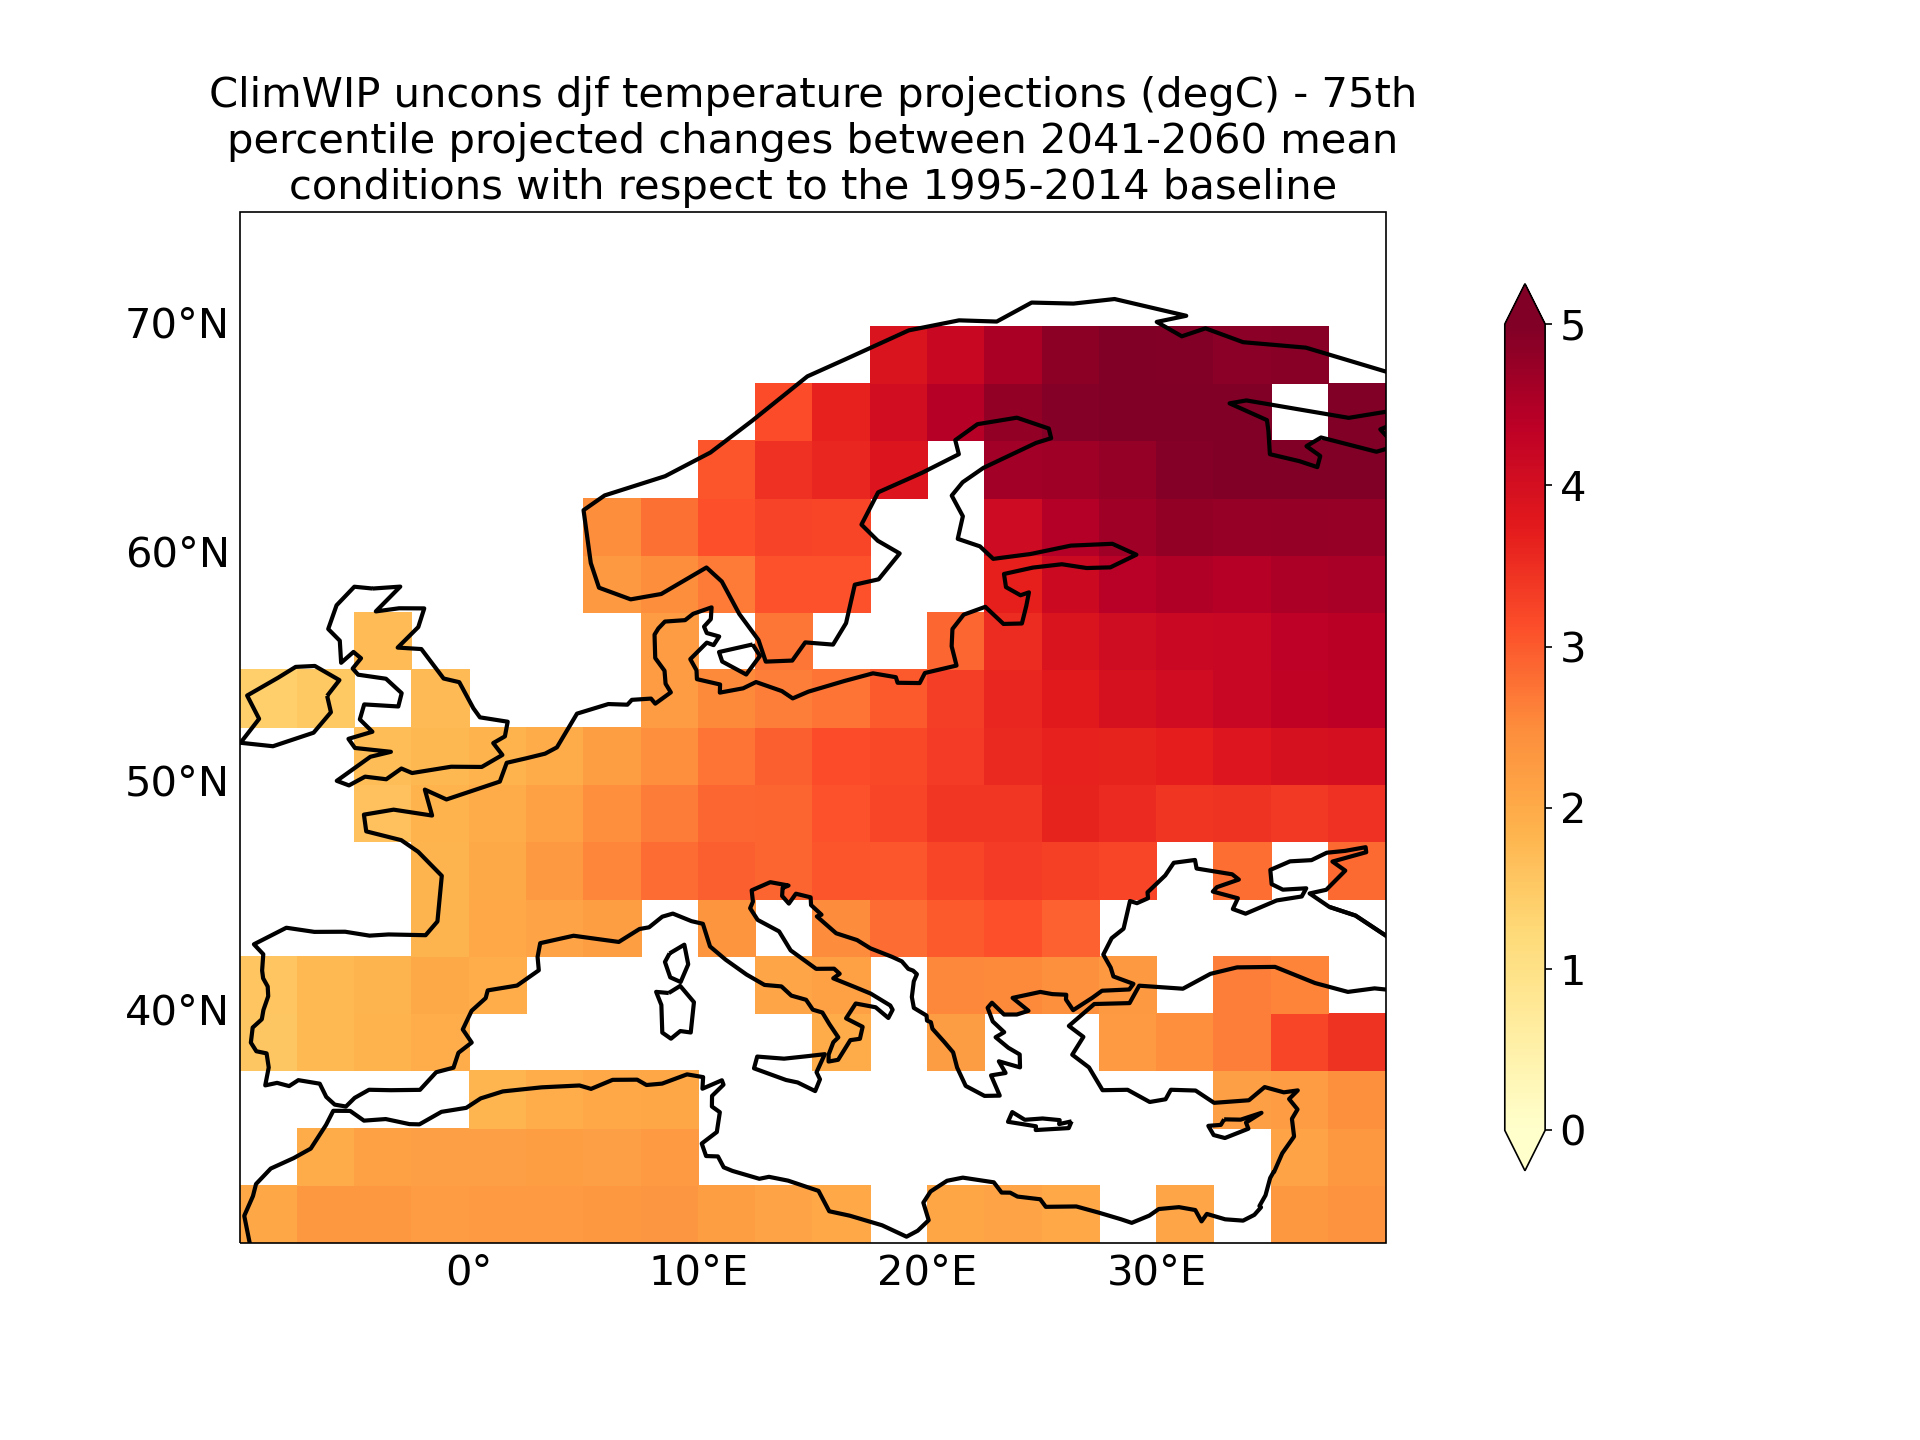 ClimWIP uncons djf temperature projections (degC) - 75th
percentile projected changes between 2041-2060 mean
conditions with respect to the 1995-2014 baseline
70°N
60°N
50°N
40°N
0°
10°E
20°E
30°E
5
4
3
2
1
0